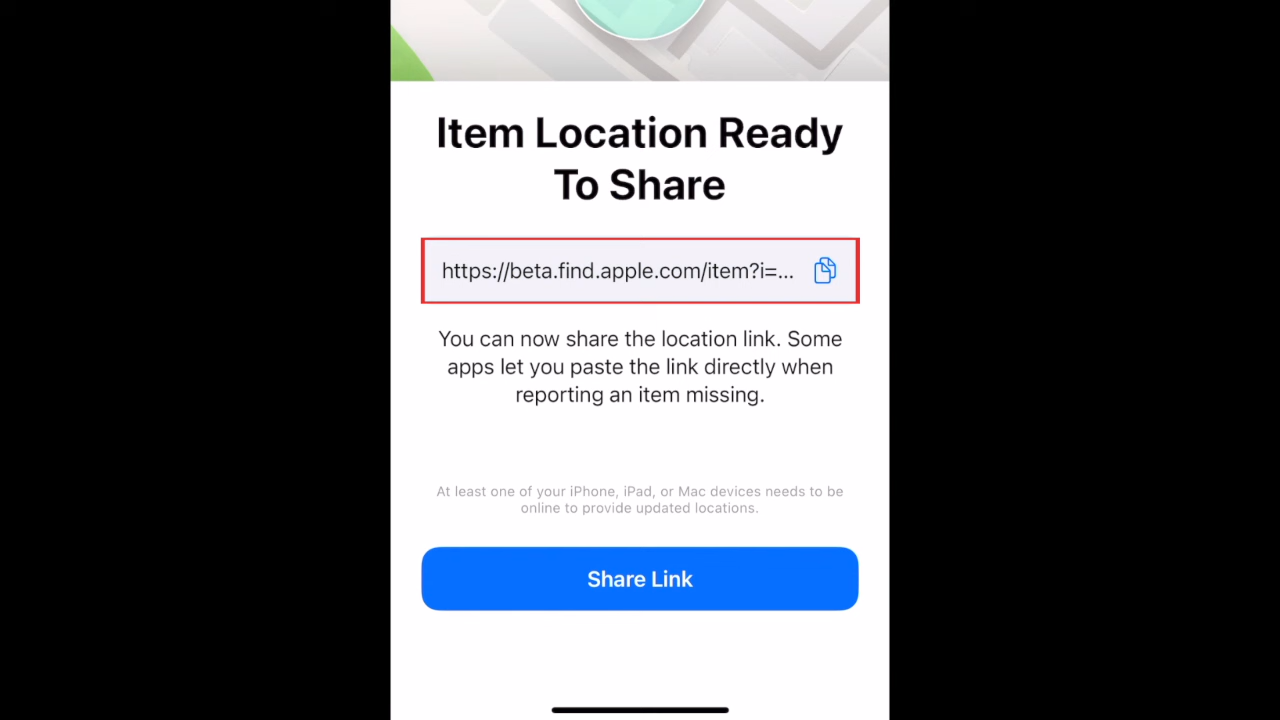 Item Location Ready
To Share
https://beta.find.apple.com/item?i=...
You can now share the location link. Some
apps let you paste the link directly when
reporting an item missing.
At least one of your iPhone, iPad, or Mac devices needs to be
online to provide updated locations.
Share Link